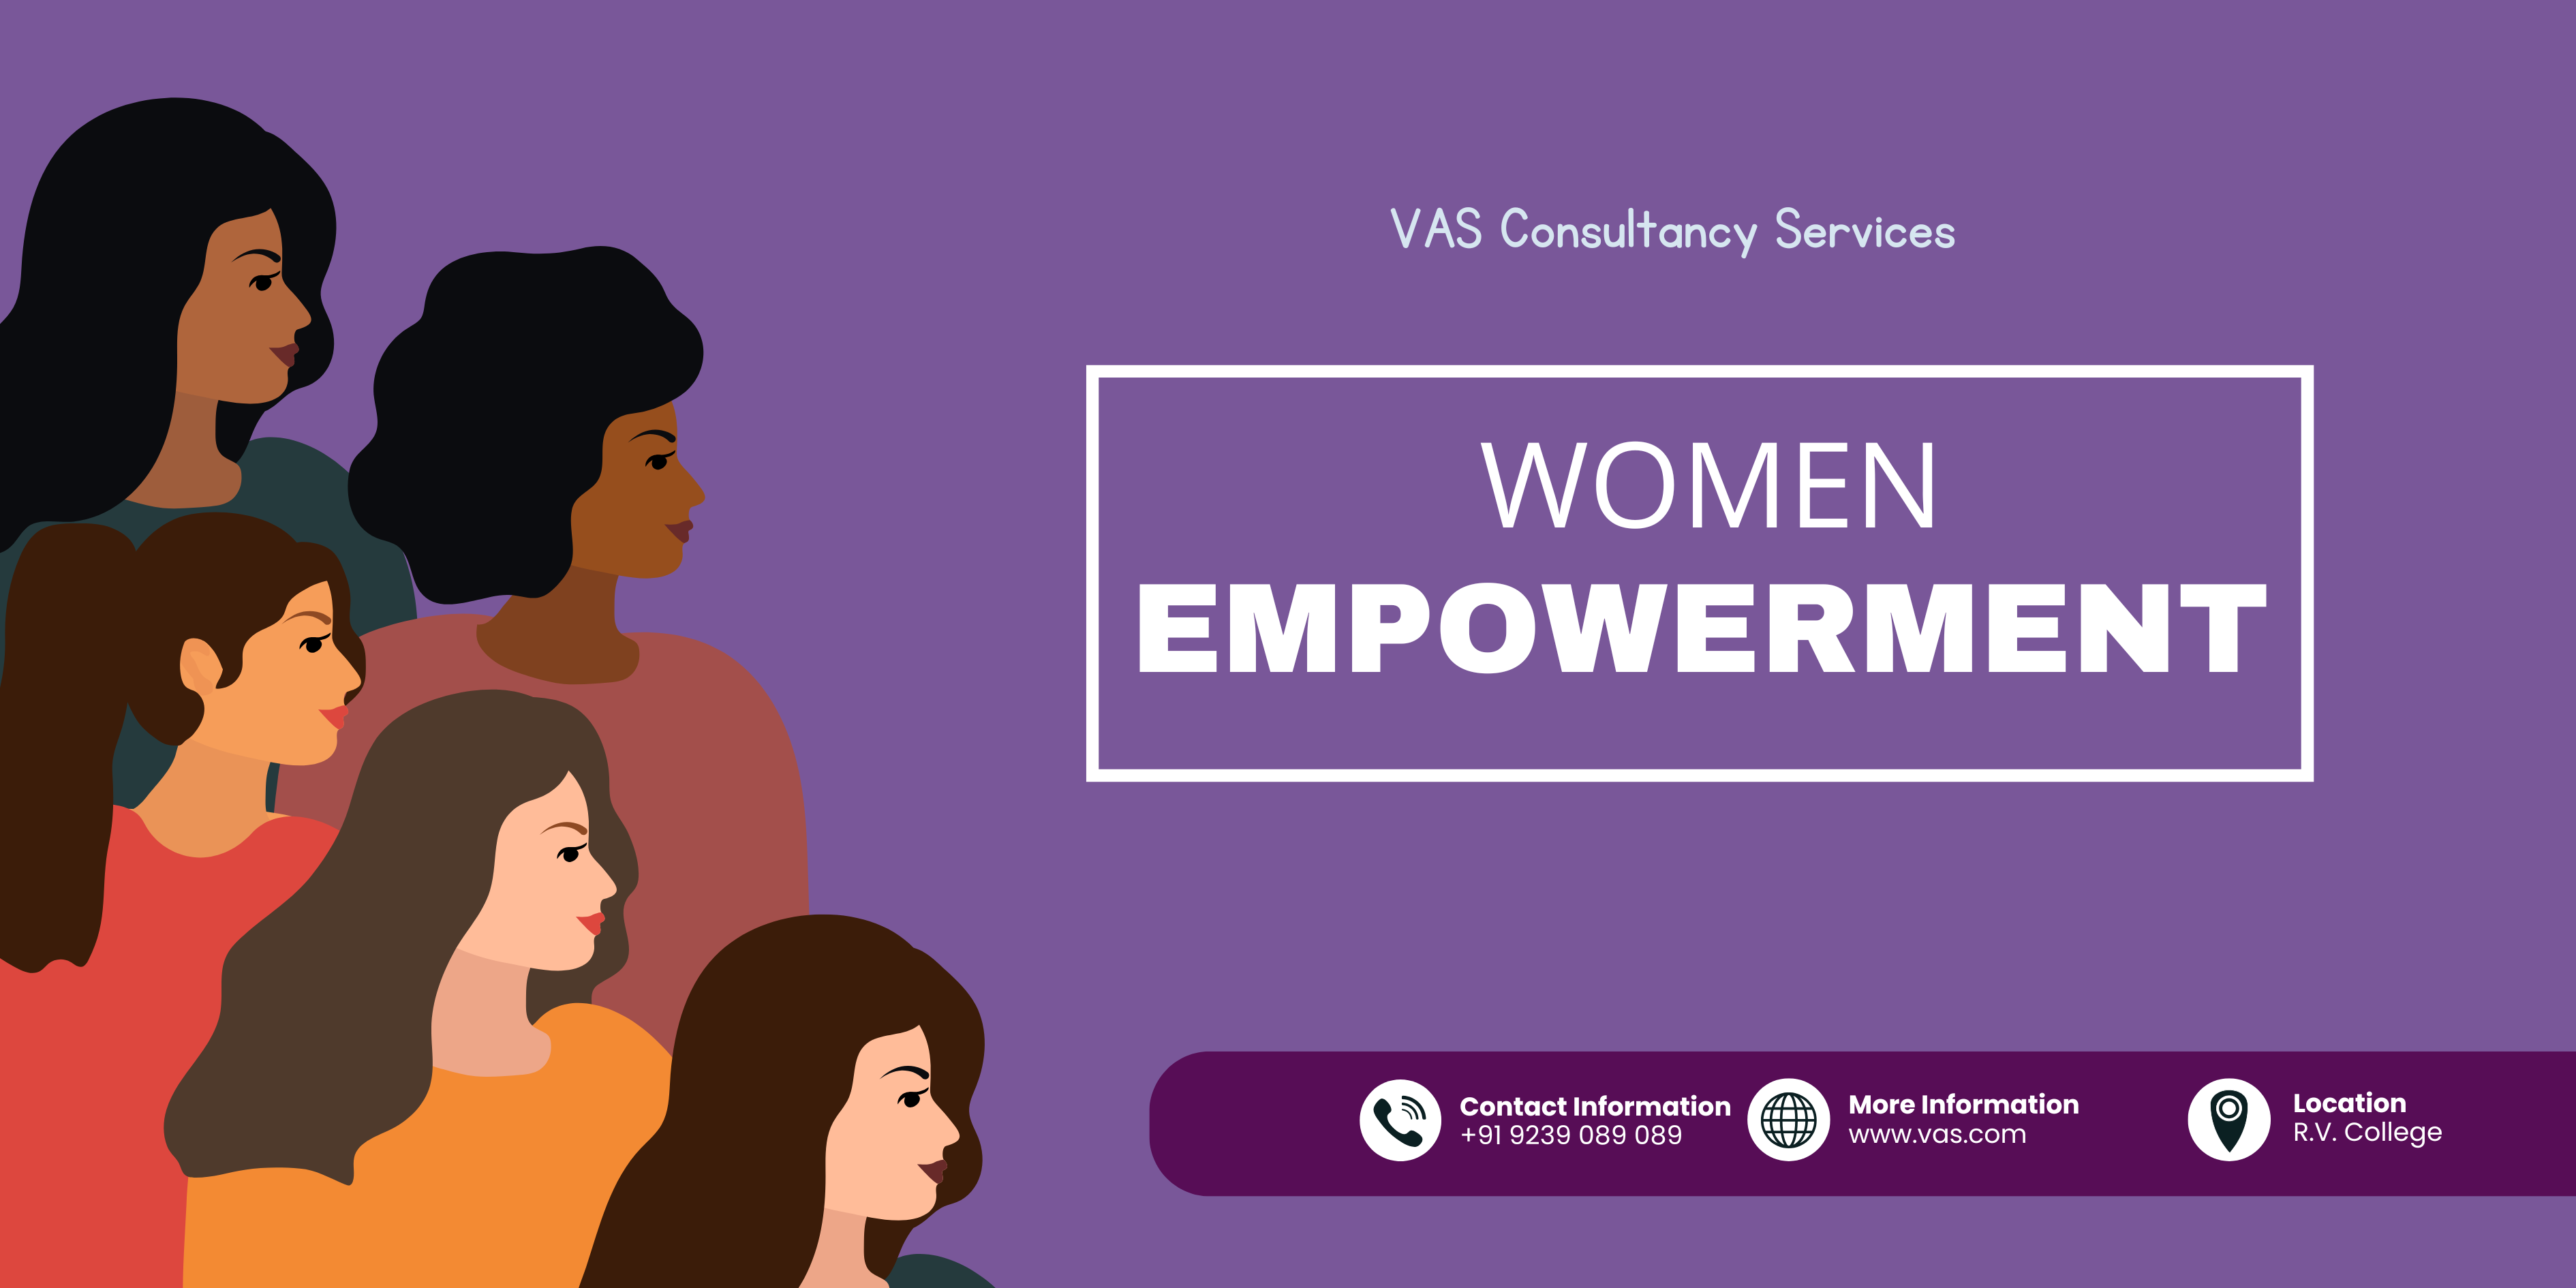 VAS Consultancy Services
WOMEN
EMPOWERMENT
Contact Information
+91 9239 089 089
More Information
www.vas.com
Location
R.V. College